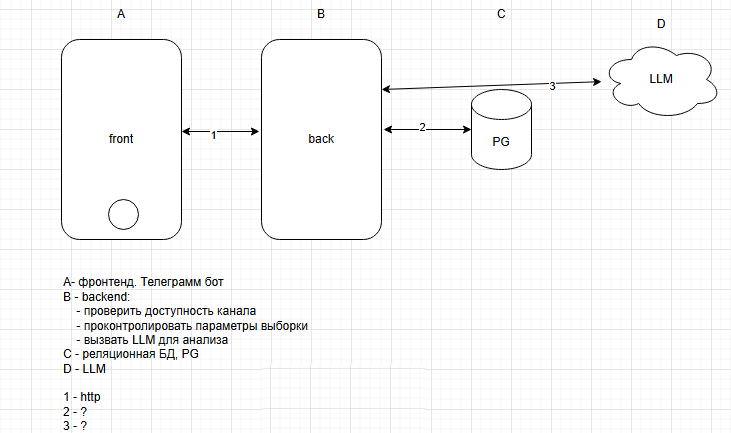 A B C D
front 1 back 2 PG 3 LLM
A- фронтенд. Телеграмм бот
B - backend:
- проверить доступность канала
- проконтролировать параметры выборки
- вызвать LLM для анализа
C - реляционная БД, PG
D - LLM
1 - http
2 - ?
3 - ?